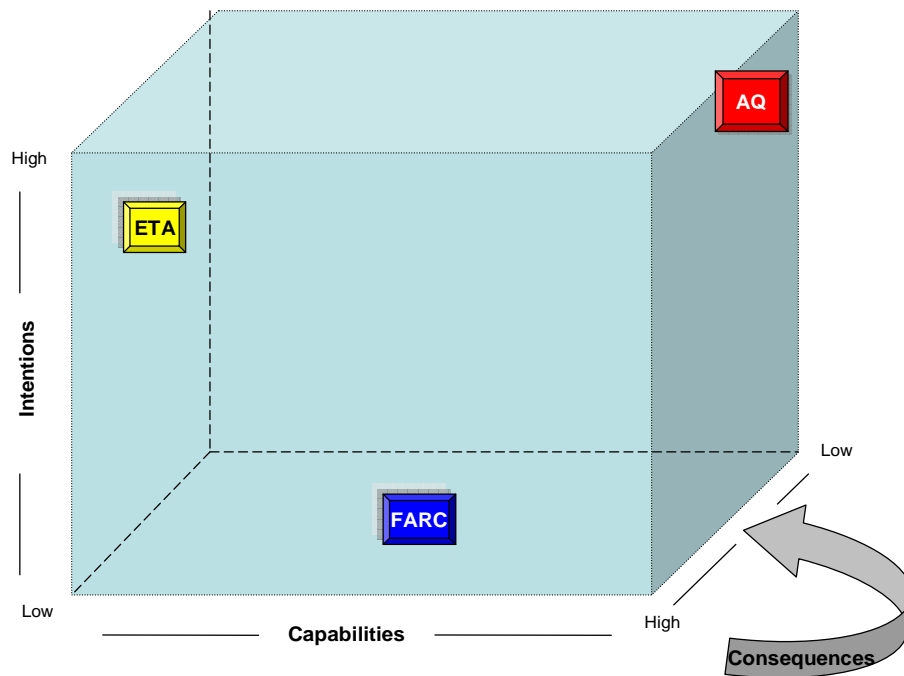 AQ
High
ETA
Intentions
Low
FARC
Low
Capabilities
High
Consequences